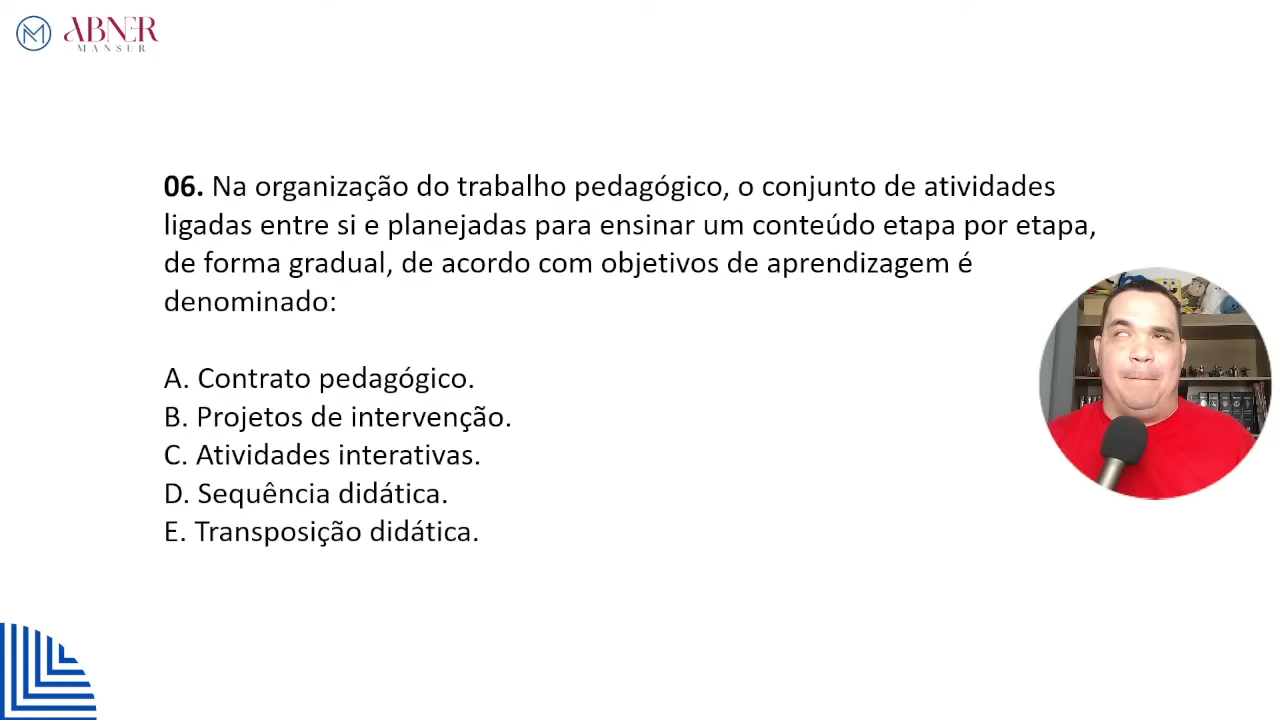 ABNER
MANSUR
06. Na organização do trabalho pedagógico, o conjunto de atividades
ligadas entre si e planejadas para ensinar um conteúdo etapa por etapa,
de forma gradual, de acordo com objetivos de aprendizagem é
denominado:
A. Contrato pedagógico.
B. Projetos de intervenção.
C. Atividades interativas.
D. Sequência didática.
E. Transposição didática.